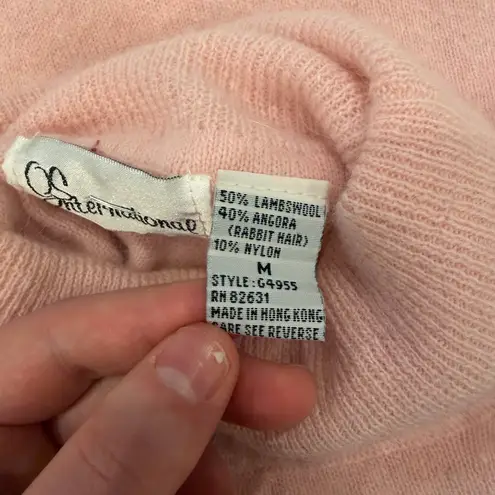 International
50% LAMBSWOOL
40% ANGORA
(RABBIT HAIR)
10% NYLON
M
STYLE:G4955
RN 82631
MADE IN HONG KONG
CARE SEE REVERSE